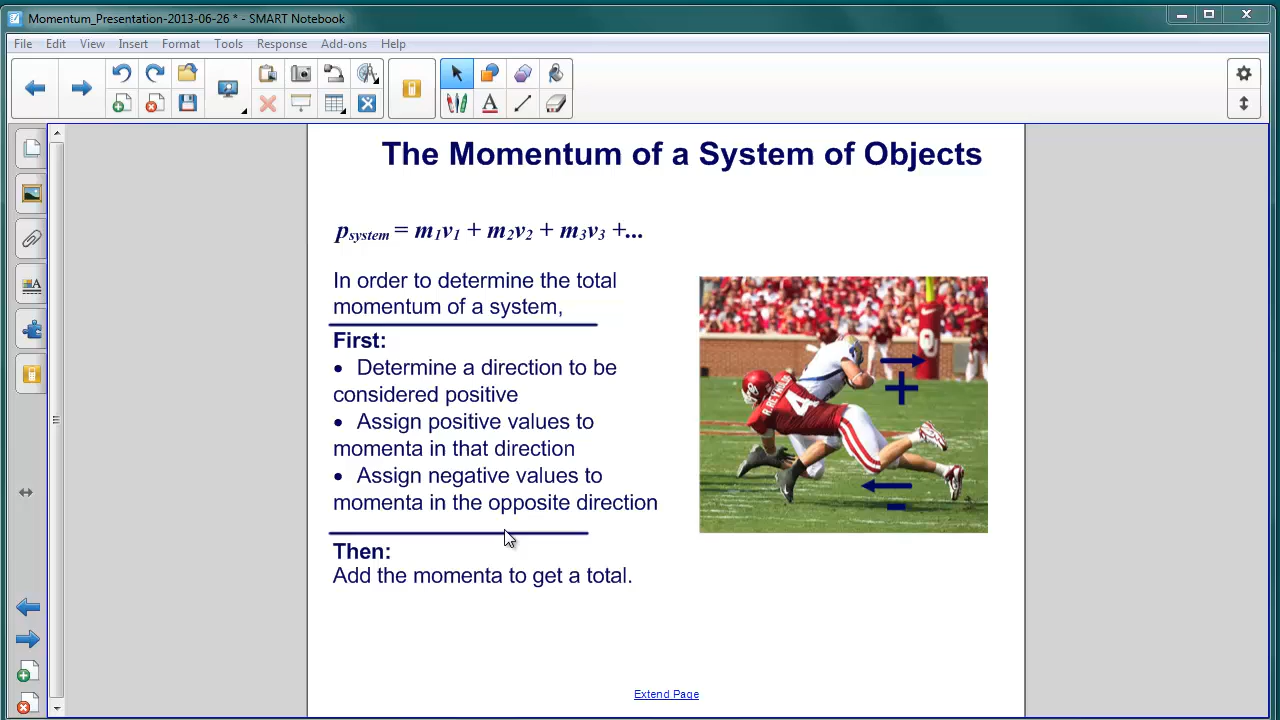 Momentum_Presentation-2013-06-26 * - SMART Notebook
File Edit View Insert Format Tools Response Add-ons Help
The Momentum of a System of Objects
psystem = m1v1 + m2v2 + m3v3 +...
In order to determine the total
momentum of a system,
First:
• Determine a direction to be
considered positive
• Assign positive values to
momenta in that direction
• Assign negative values to
momenta in the opposite direction
Then:
Add the momenta to get a total.
OU
R.REYNOLDS
4
+
-
Extend Page